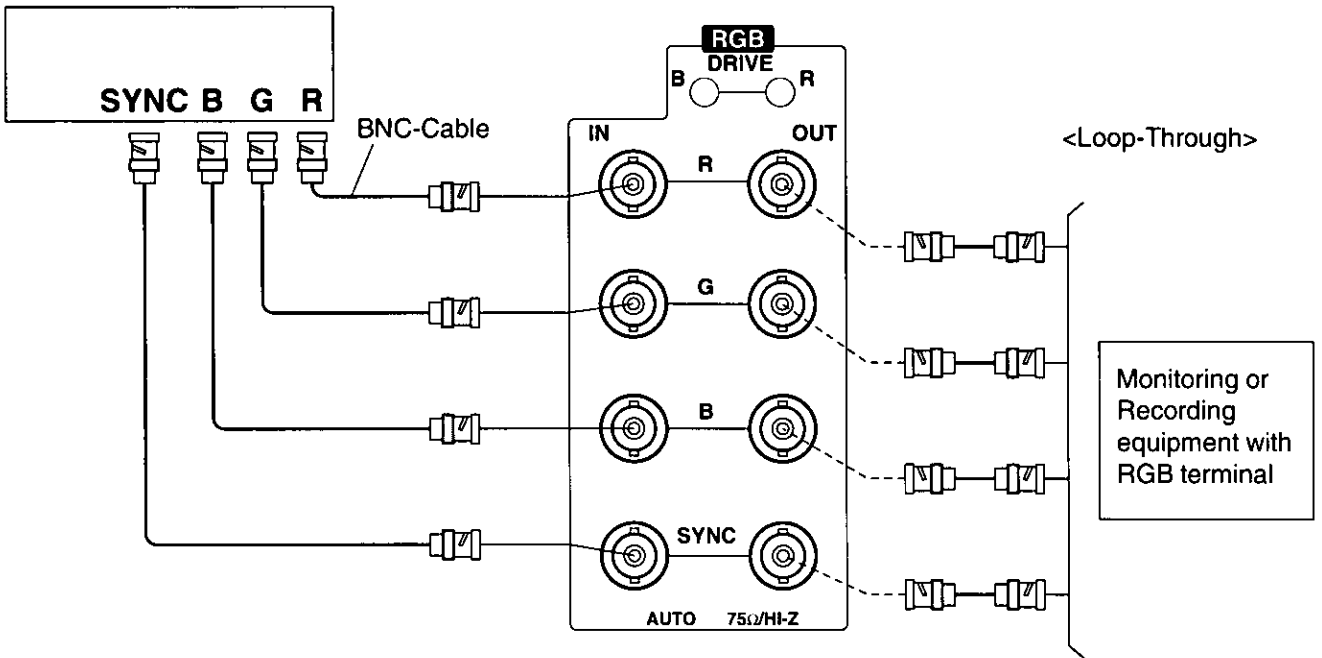 SYNC B G R
BNC-Cable
RGB
DRIVE
B R
IN OUT
R
G
B
SYNC
AUTO 75Ω/HI-Z
<Loop-Through>
Monitoring or
Recording
equipment with
RGB terminal